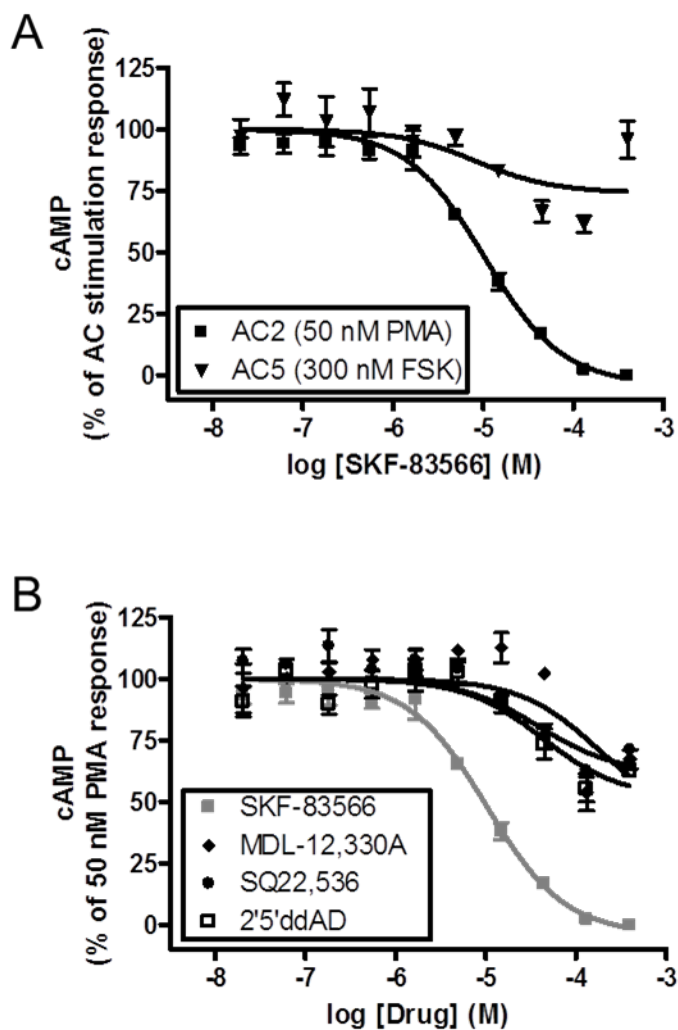 A
125
100
75
50
25
0
cAMP
(% of AC stimulation response)
AC2 (50 nM PMA)
AC5 (300 nM FSK)
-8 -7 -6 -5 -4 -3
log [SKF-83566] (M)
B
125
100
75
50
25
0
cAMP
(% of 50 nM PMA response)
SKF-83566
MDL-12,330A
SQ22,536
2'5'ddAD
-8 -7 -6 -5 -4 -3
log [Drug] (M)